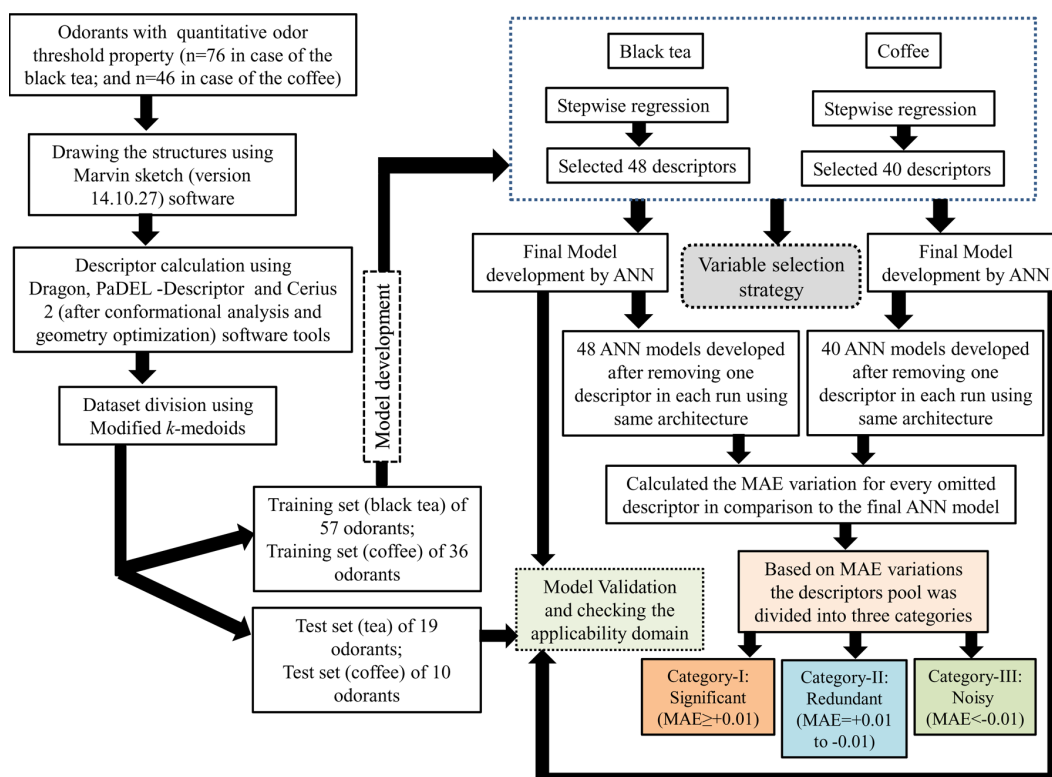 Odorants with quantitative odor
threshold property (n=76 in case of the
black tea; and n=46 in case of the coffee)
Drawing the structures using
Marvin sketch (version
14.10.27) software
Descriptor calculation using
Dragon, PaDEL -Descriptor and Cerius
2 (after conformational analysis and
geometry optimization) software tools
Dataset division using
Modified k-medoids
Training set (black tea) of
57 odorants;
Training set (coffee) of 36
odorants
Test set (tea) of 19
odorants;
Test set (coffee) of 10
odorants
Model development
Black tea
Stepwise regression
Selected 48 descriptors
Coffee
Stepwise regression
Selected 40 descriptors
Final Model
development by ANN
Variable selection
strategy
Final Model
development by ANN
48 ANN models developed
after removing one
descriptor in each run using
same architecture
40 ANN models developed
after removing one
descriptor in each run using
same architecture
Calculated the MAE variation for every omitted
descriptor in comparison to the final ANN model
Model Validation
and checking the
applicability domain
Based on MAE variations
the descriptors pool was
divided into three categories
Category-I:
Significant
(MAE≥+0.01)
Category-II:
Redundant
(MAE=+0.01
to -0.01)
Category-III:
Noisy
(MAE<-0.01)